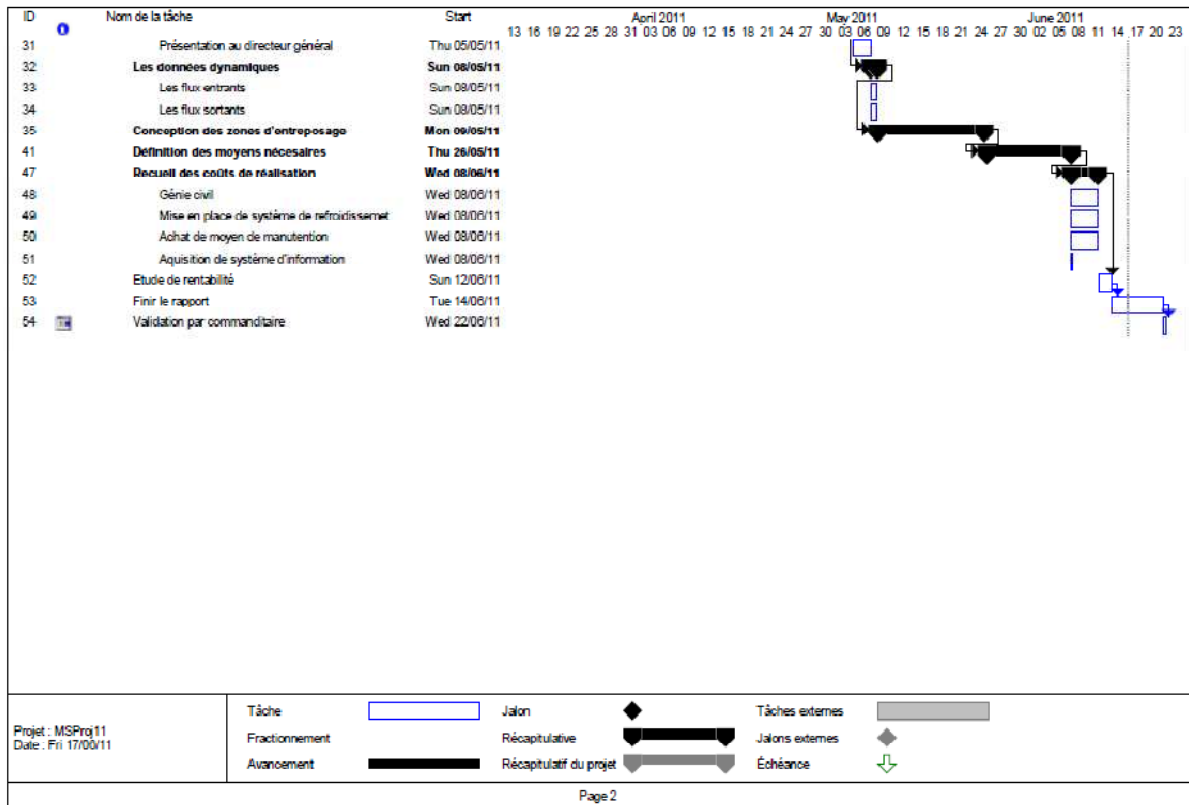 ID Nom de la tâche Start April 2011 May 2011 June 2011
13 16 19 22 25 28 31 03 06 09 12 15 18 21 24 27 30 03 06 09 12 15 18 21 24 27 30 02 05 08 11 14 17 20 23
31 Présentation au directeur général Thu 05/05/11
32 Les données dynamiques Sun 08/05/11
33 Les flux entrants Sun 08/05/11
34 Les flux sortants Sun 08/05/11
35 Conception des zones d'entreposage Mon 09/05/11
41 Définition des moyens nécesaires Thu 26/05/11
47 Recueil des coûts de réalisation Wed 08/06/11
48 Génie civil Wed 08/06/11
49 Mise en place de système de refroidissemet Wed 08/06/11
50 Achat de moyen de manutention Wed 08/06/11
51 Aquisition de système d'information Wed 08/06/11
52 Etude de rentabilité Sun 12/06/11
53 Finir le rapport Tue 14/06/11
54 Validation par commanditaire Wed 22/06/11
Projet : MSProj11
Date : Fri 17/06/11
Tâche Jalon Tâches externes
Fractionnement Récapitulative Jalons externes
Avancement Récapitulatif du projet Échéance
Page 2